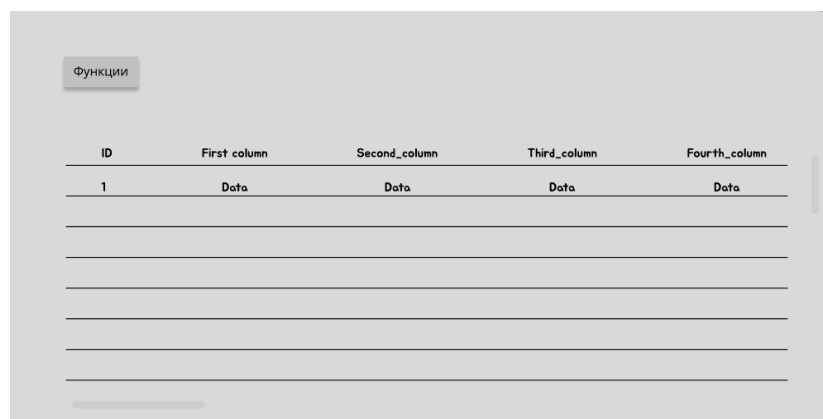 Функции
ID First column Second_column Third_column Fourth_column
1 Data Data Data Data